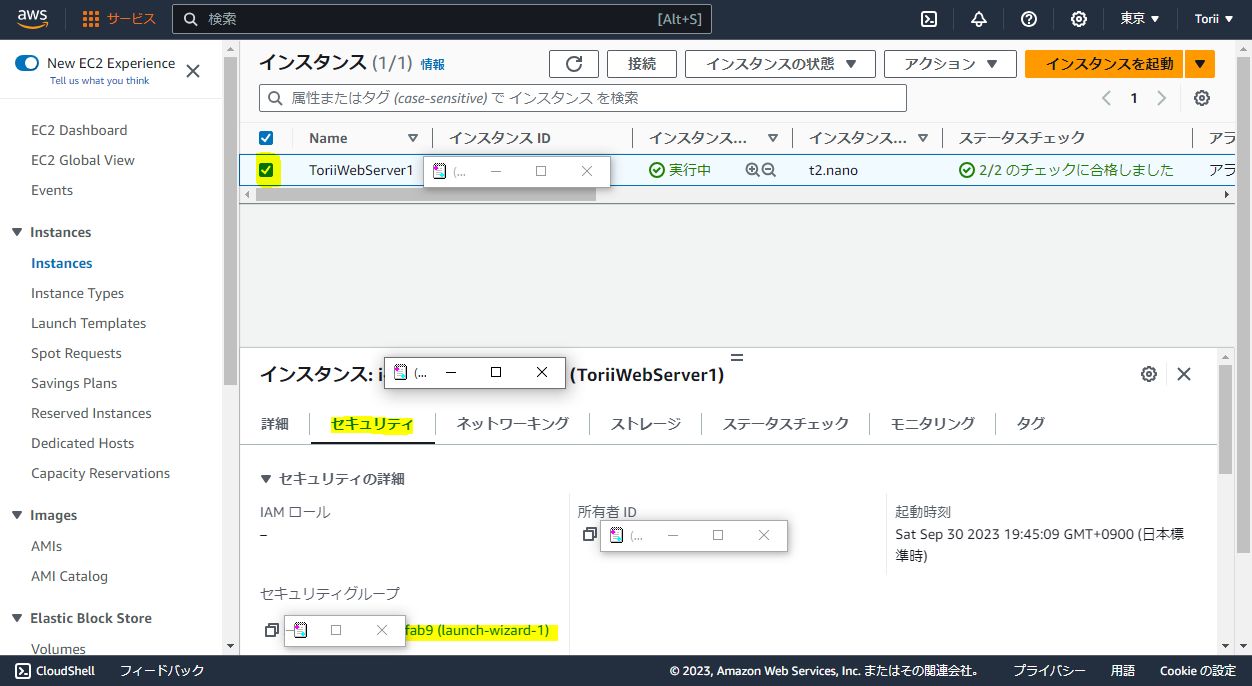 aws サービス 検索 [Alt+S] 東京 ▼ Torii ▼
New EC2 Experience
Tell us what you think
EC2 Dashboard
EC2 Global View
Events
Instances
Instances
Instance Types
Launch Templates
Spot Requests
Savings Plans
Reserved Instances
Dedicated Hosts
Capacity Reservations
Images
AMIs
AMI Catalog
Elastic Block Store
Volumes
インスタンス (1/1) 情報 接続 インスタンスの状態 ▼ アクション ▼ インスタンスを起動 ▼
属性またはタグ (case-sensitive) で インスタンス を検索 1
Name インスタンス ID インスタンス... インスタンス... ステータスチェック アラ
ToriiWebServer1 (... 実行中 t2.nano 2/2 のチェックに合格しました アラ
インスタンス: i- (... (ToriiWebServer1)
詳細 セキュリティ ネットワーキング ストレージ ステータスチェック モニタリング タグ
▼ セキュリティの詳細
IAM ロール
–
所有者 ID
(...
起動時刻
Sat Sep 30 2023 19:45:09 GMT+0900 (日本標
準時)
セキュリティグループ
fab9 (launch-wizard-1)
CloudShell フィードバック © 2023, Amazon Web Services, Inc. またはその関連会社。 プライバシー 用語 Cookie の設定